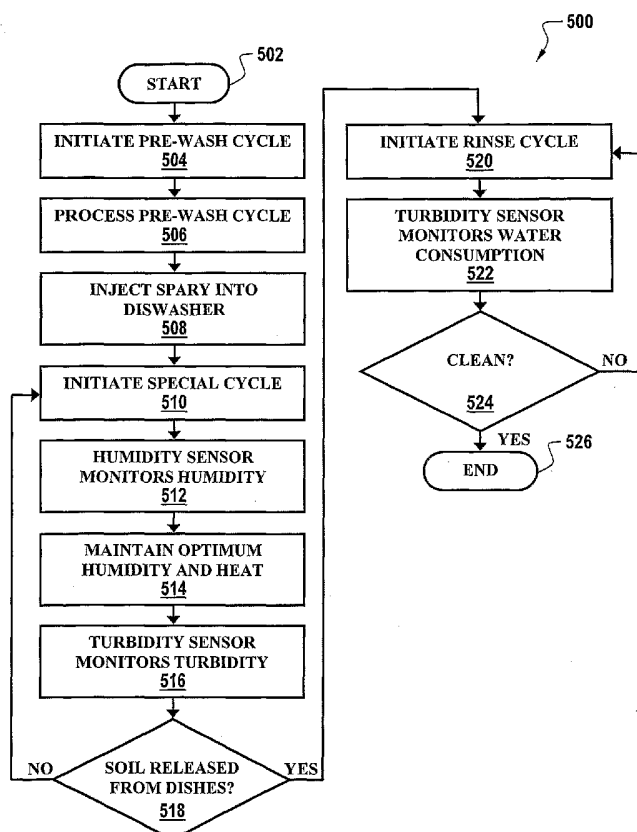 500
502
START
INITIATE PRE-WASH CYCLE
504
PROCESS PRE-WASH CYCLE
506
INJECT SPARY INTO
DISWASHER
508
INITIATE SPECIAL CYCLE
510
HUMIDITY SENSOR
MONITORS HUMIDITY
512
MAINTAIN OPTIMUM
HUMIDITY AND HEAT
514
TURBIDITY SENSOR
MONITORS TURBIDITY
516
NO
SOIL RELEASED
FROM DISHES?
518
YES
INITIATE RINSE CYCLE
520
TURBIDITY SENSOR
MONITORS WATER
CONSUMPTION
522
CLEAN?
524
NO
YES
END
526